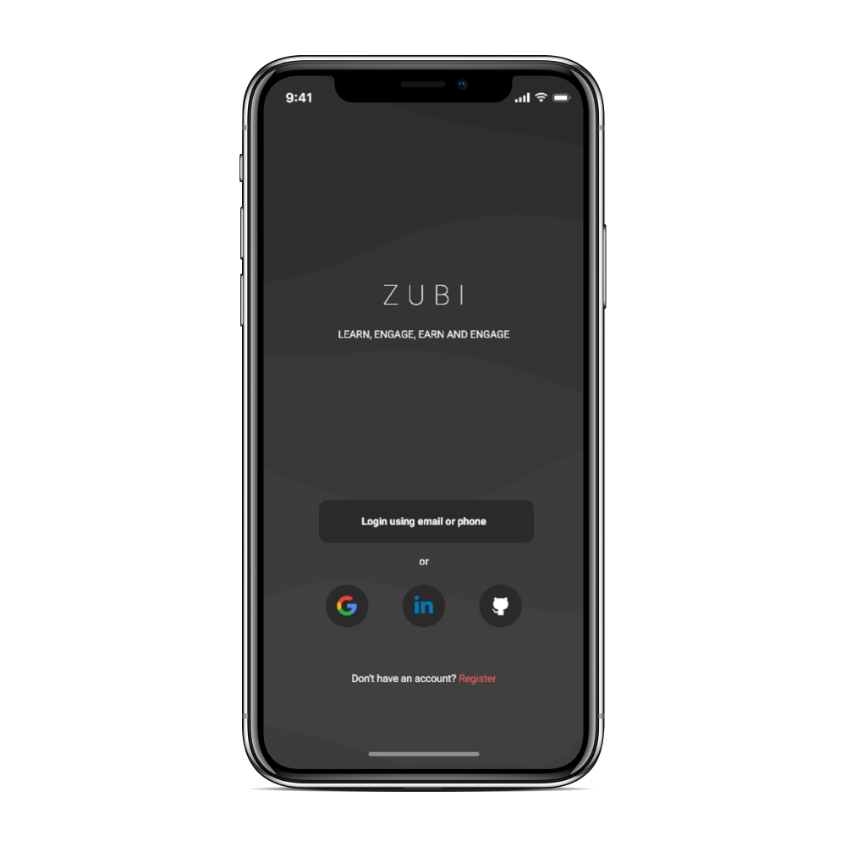 9:41
ZUBI
LEARN, ENGAGE, EARN AND ENGAGE
Login using email or phone
or
G
in
Don't have an account? Register